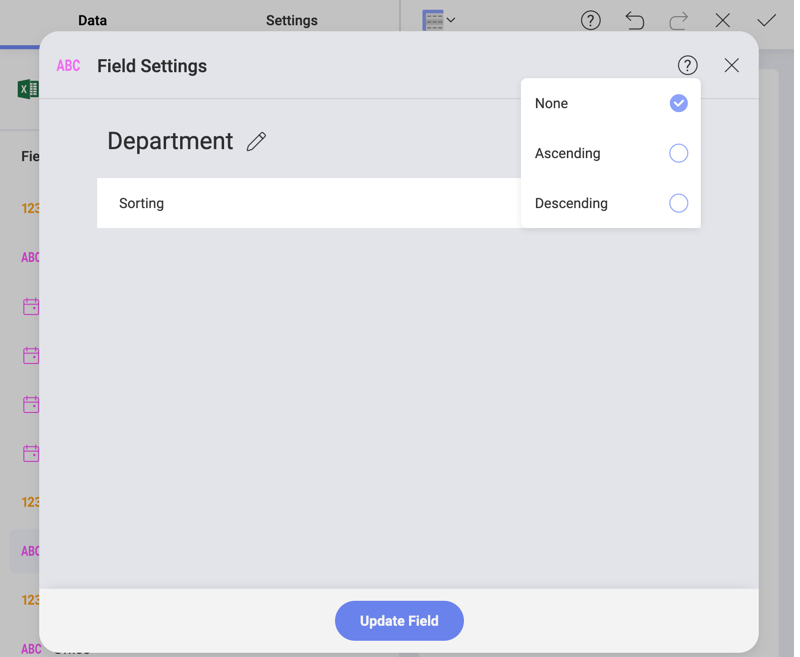 Data
Settings
ABC
Field Settings
None
Ascending
Descending
Department
Sorting
X
Fie
123
ABC
123
ABC
123
ABC
Update Field